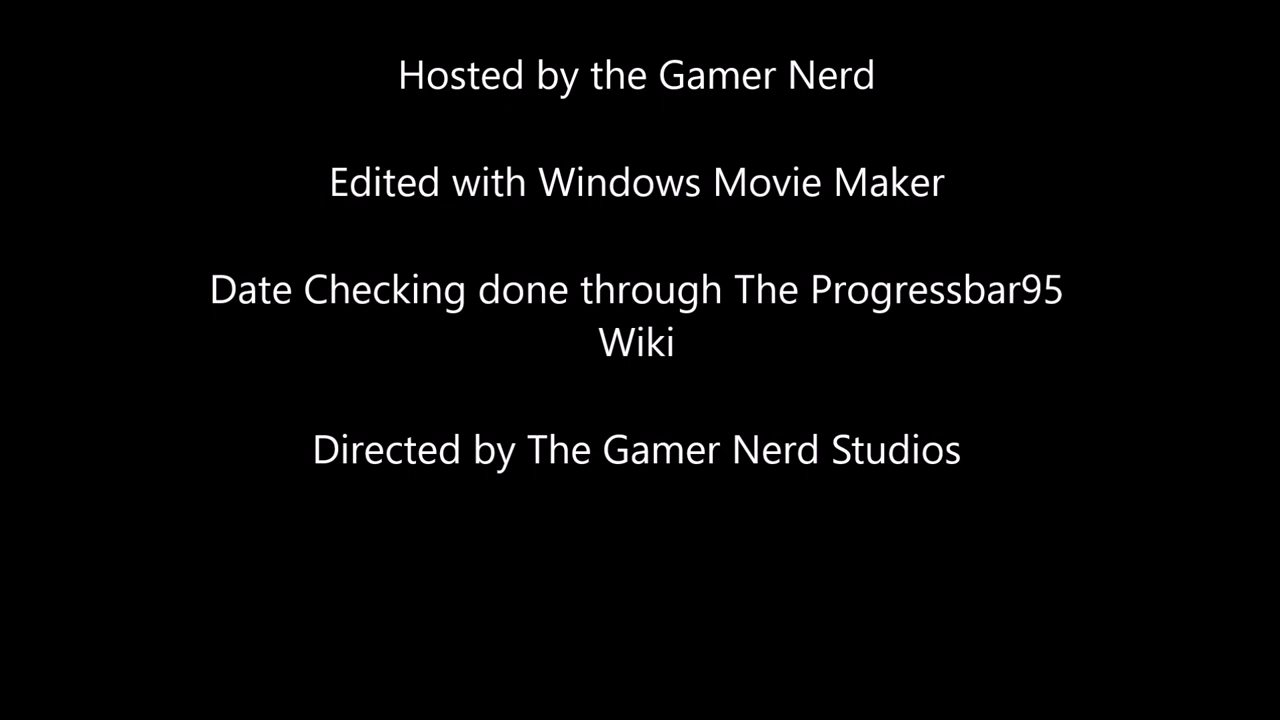 Hosted by the Gamer Nerd
Edited with Windows Movie Maker
Date Checking done through The Progressbar95
Wiki
Directed by The Gamer Nerd Studios